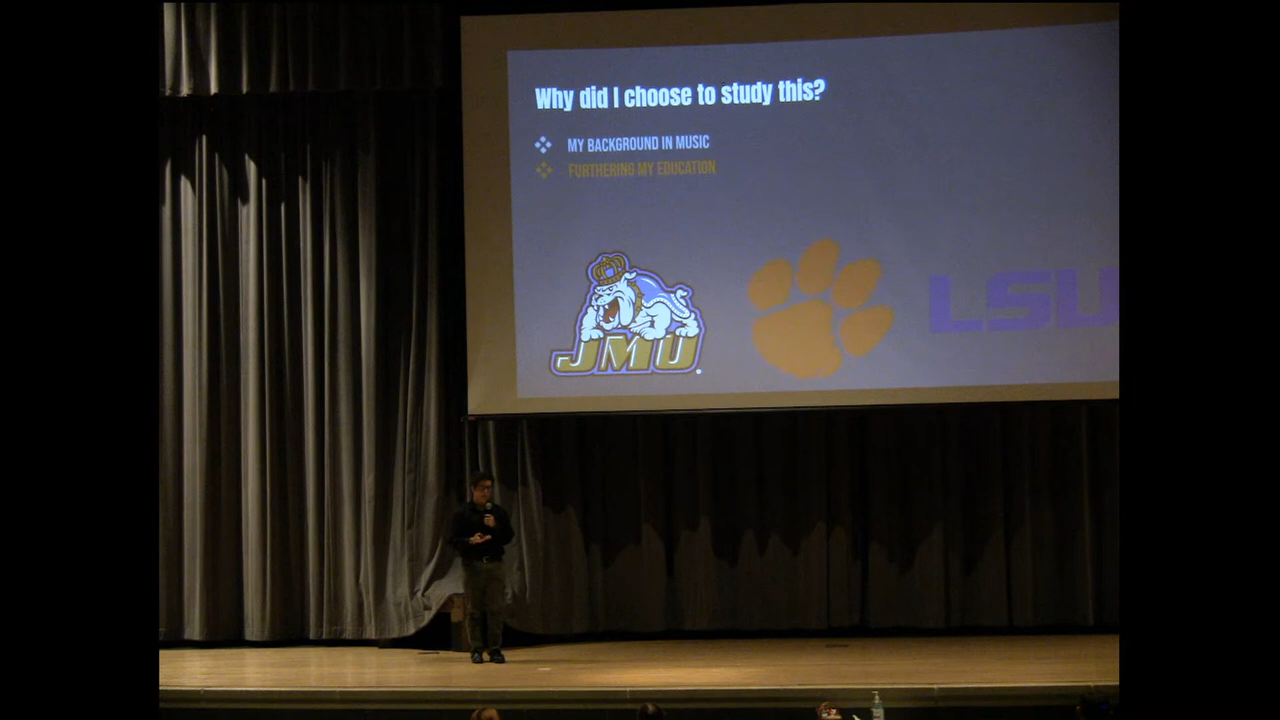 Why did I choose to study this?
MY BACKGROUND IN MUSIC
FURTHERING MY EDUCATION
JMU
LSU